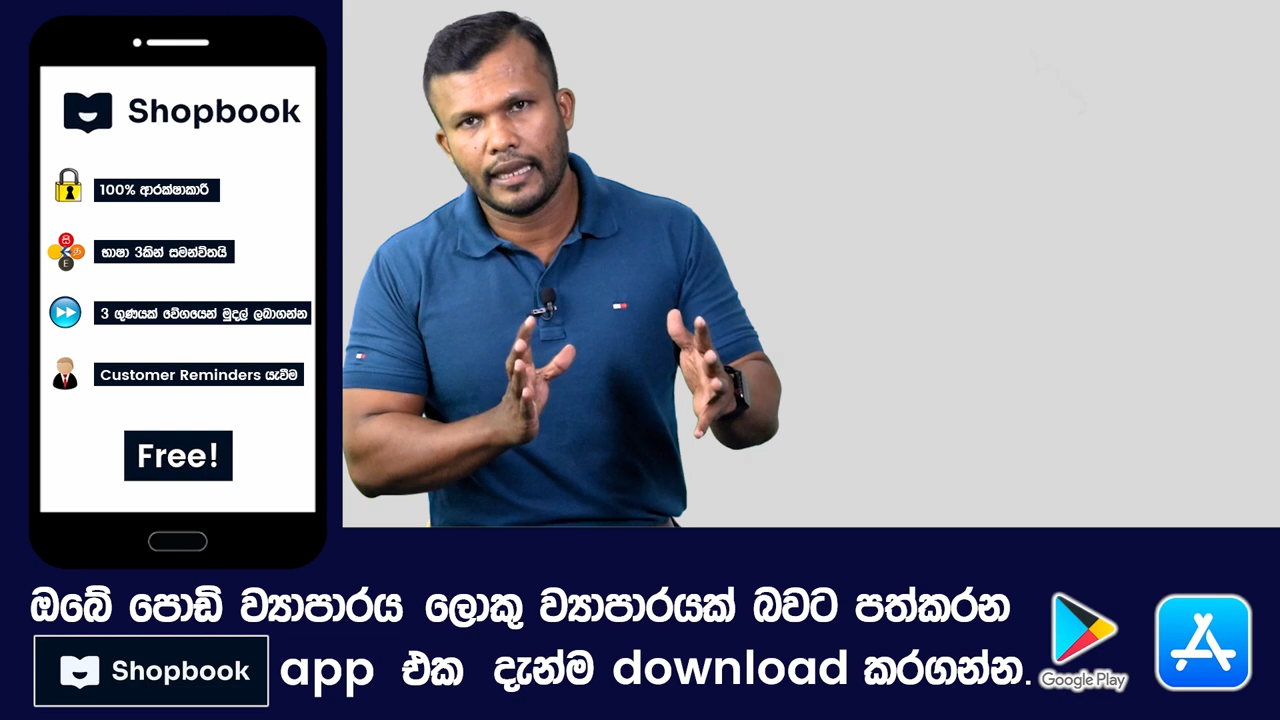 Shopbook
100% ආරක්ෂාකාරී
භාෂා 3කින් සමන්විතයි
3 ගුණයක් වේගයෙන් මුදල් ලබාගන්න
Customer Reminders යැවීම
Free!
ඔබේ පොඩි ව්‍යාපාරය ලොකු ව්‍යාපාරයක් බවට පත්කරන
Shopbook app එක දැන්ම download කරගන්න.
Google Play